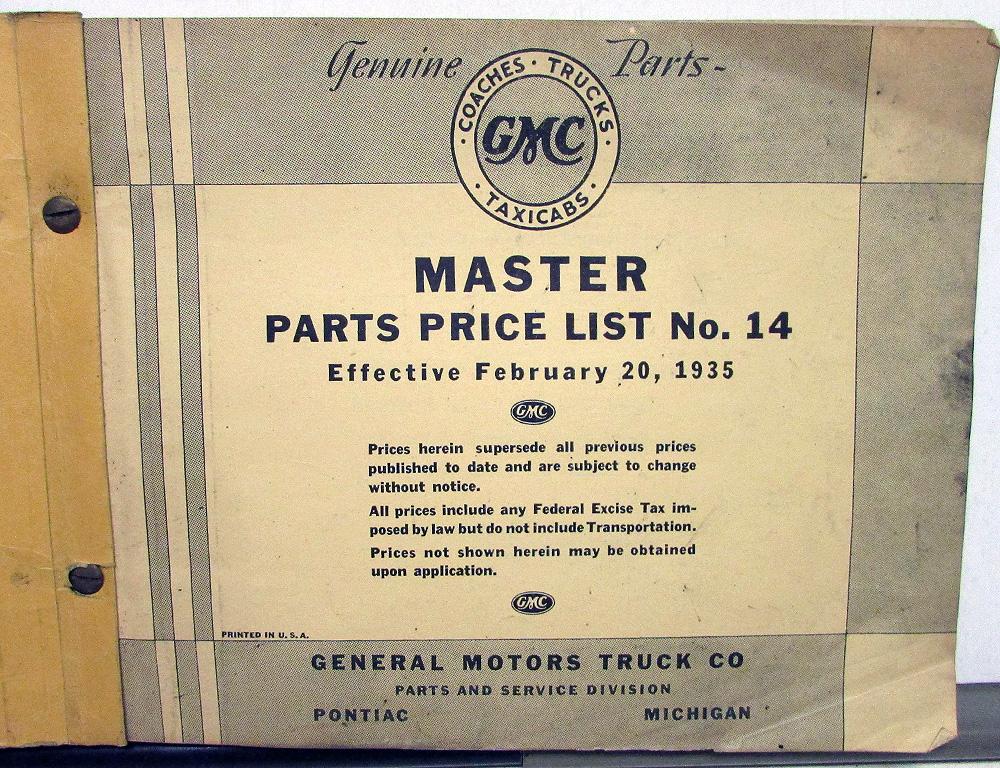 Genuine Parts-
COACHES · TRUCKS
GMC
· TAXICABS ·
MASTER
PARTS PRICE LIST No. 14
Effective February 20, 1935
GMC
Prices herein supersede all previous prices
published to date and are subject to change
without notice.
All prices include any Federal Excise Tax im-
posed by law but do not include Transportation.
Prices not shown herein may be obtained
upon application.
GMC
PRINTED IN U. S. A.
GENERAL MOTORS TRUCK CO
PARTS AND SERVICE DIVISION
PONTIAC MICHIGAN